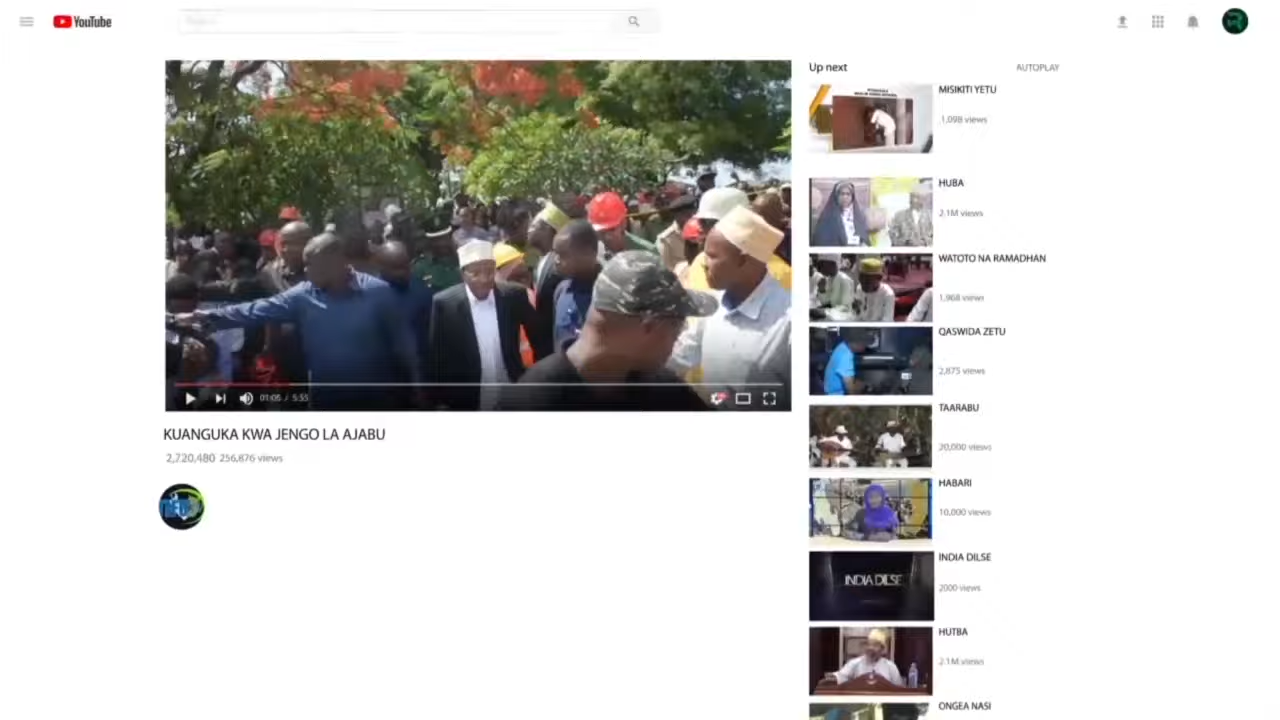 YouTube
KUANGUKA KWA JENGO LA AJABU
2,720,480 256,876 views
01:06 / 5:55
Up next
AUTOPLAY
MISIKITI YETU
1,098 views
HUBA
2.1M views
WATOTO NA RAMADHAN
1,968 views
QASWIDA ZETU
2,875 views
TAARABU
20,000 views
HABARI
10,000 views
INDIA DILSE
2000 views
INDIA DILSE
HUTBA
2.1M views
ONGEA NASI